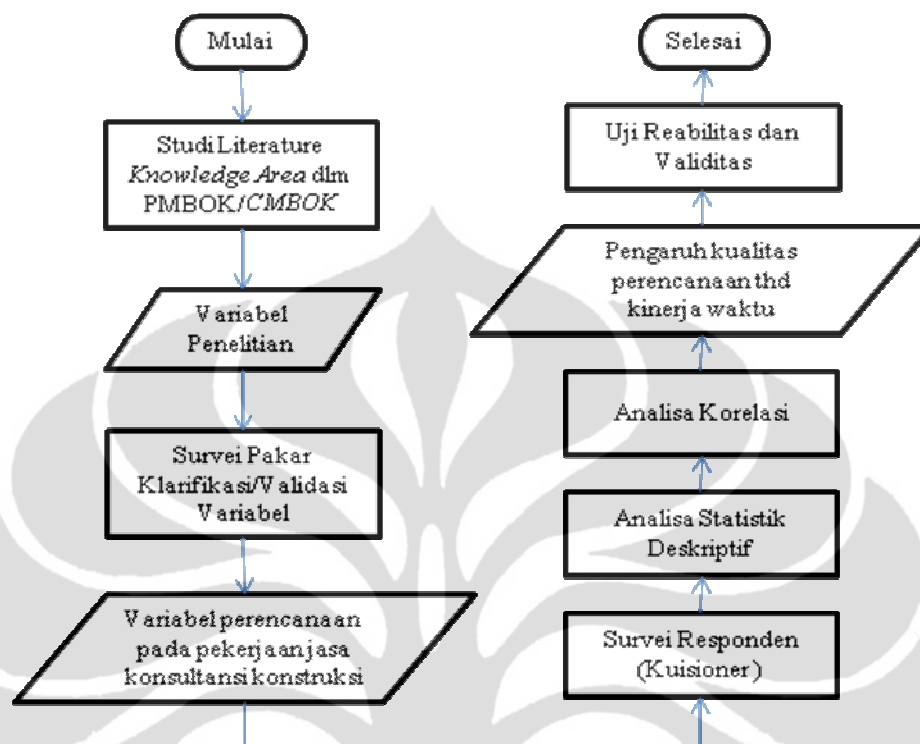 Mulai
Studi Literature
Knowledge Area dlm
PMBOK/CMBOK
Variabel
Penelitian
Survei Pakar
Klarifikasi/Validasi
Variabel
Variabel perencanaan
pada pekerjaan jasa
konsultansi konstruksi
Selesai
Uji Reabilitas dan
Validitas
Pengaruh kualitas
perencanaan thd
kinerja waktu
Analisa Korelasi
Analisa Statistik
Deskriptif
Survei Responden
(Kuisioner)